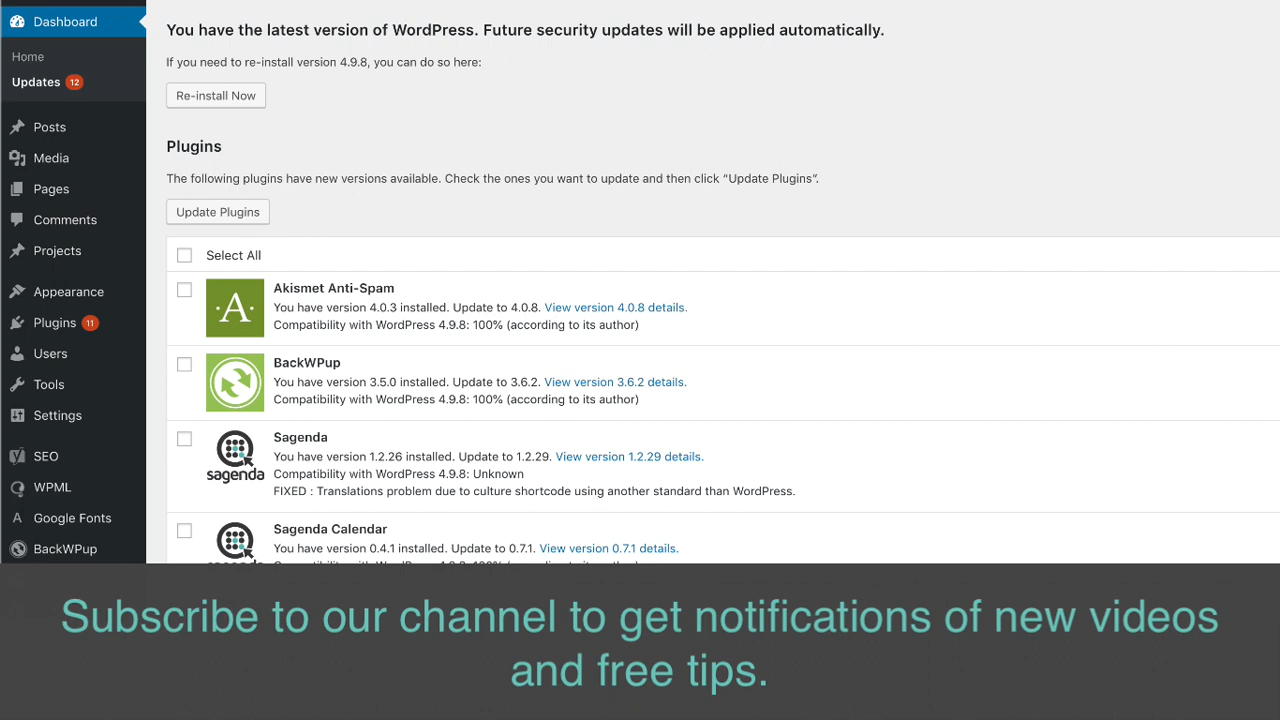 Dashboard
Home
Updates 12
Posts
Media
Pages
Comments
Projects
Appearance
Plugins 11
Users
Tools
Settings
SEO
WPML
Google Fonts
BackWPup
You have the latest version of WordPress. Future security updates will be applied automatically.
If you need to re-install version 4.9.8, you can do so here:
Re-install Now
Plugins
The following plugins have new versions available. Check the ones you want to update and then click “Update Plugins”.
Update Plugins
Select All
·A·
Akismet Anti-Spam
You have version 4.0.3 installed. Update to 4.0.8. View version 4.0.8 details.
Compatibility with WordPress 4.9.8: 100% (according to its author)
BackWPup
You have version 3.5.0 installed. Update to 3.6.2. View version 3.6.2 details.
Compatibility with WordPress 4.9.8: 100% (according to its author)
sagenda
Sagenda
You have version 1.2.26 installed. Update to 1.2.29. View version 1.2.29 details.
Compatibility with WordPress 4.9.8: Unknown
FIXED : Translations problem due to culture shortcode using another standard than WordPress.
Sagenda Calendar
You have version 0.4.1 installed. Update to 0.7.1. View version 0.7.1 details.
Subscribe to our channel to get notifications of new videos
and free tips.